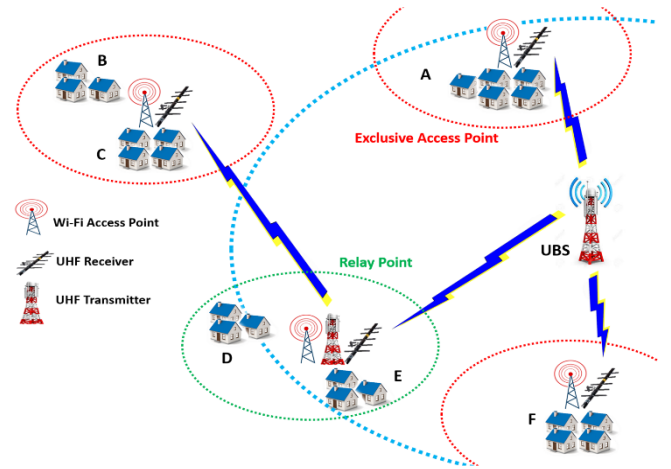 B
A
C
Exclusive Access Point
Wi-Fi Access Point
UHF Receiver
UHF Transmitter
UBS
Relay Point
D
E
F